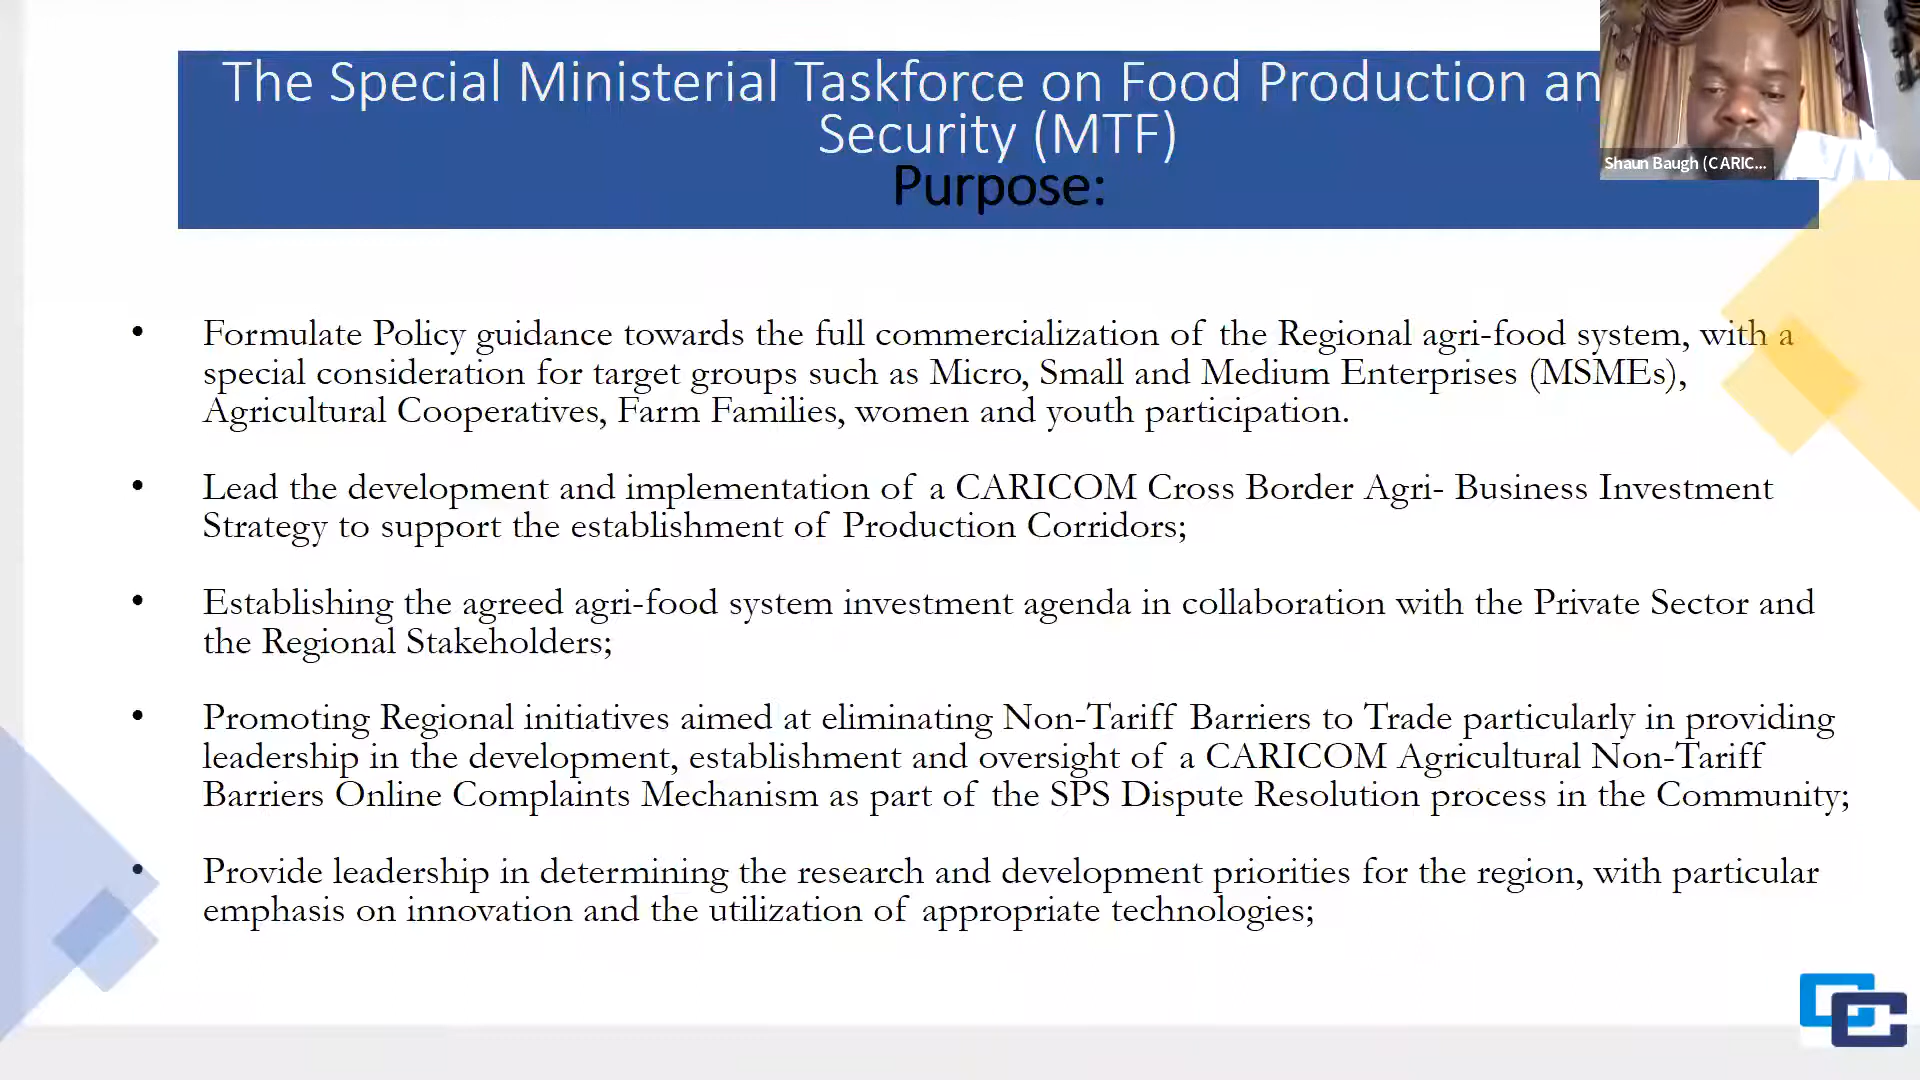 The Special Ministerial Taskforce on Food Production an
Security (MTF)
Purpose:
Shaun Baugh (CARIC...
• Formulate Policy guidance towards the full commercialization of the Regional agri-food system, with a
special consideration for target groups such as Micro, Small and Medium Enterprises (MSMEs),
Agricultural Cooperatives, Farm Families, women and youth participation.
• Lead the development and implementation of a CARICOM Cross Border Agri- Business Investment
Strategy to support the establishment of Production Corridors;
• Establishing the agreed agri-food system investment agenda in collaboration with the Private Sector and
the Regional Stakeholders;
• Promoting Regional initiatives aimed at eliminating Non-Tariff Barriers to Trade particularly in providing
leadership in the development, establishment and oversight of a CARICOM Agricultural Non-Tariff
Barriers Online Complaints Mechanism as part of the SPS Dispute Resolution process in the Community;
• Provide leadership in determining the research and development priorities for the region, with particular
emphasis on innovation and the utilization of appropriate technologies;